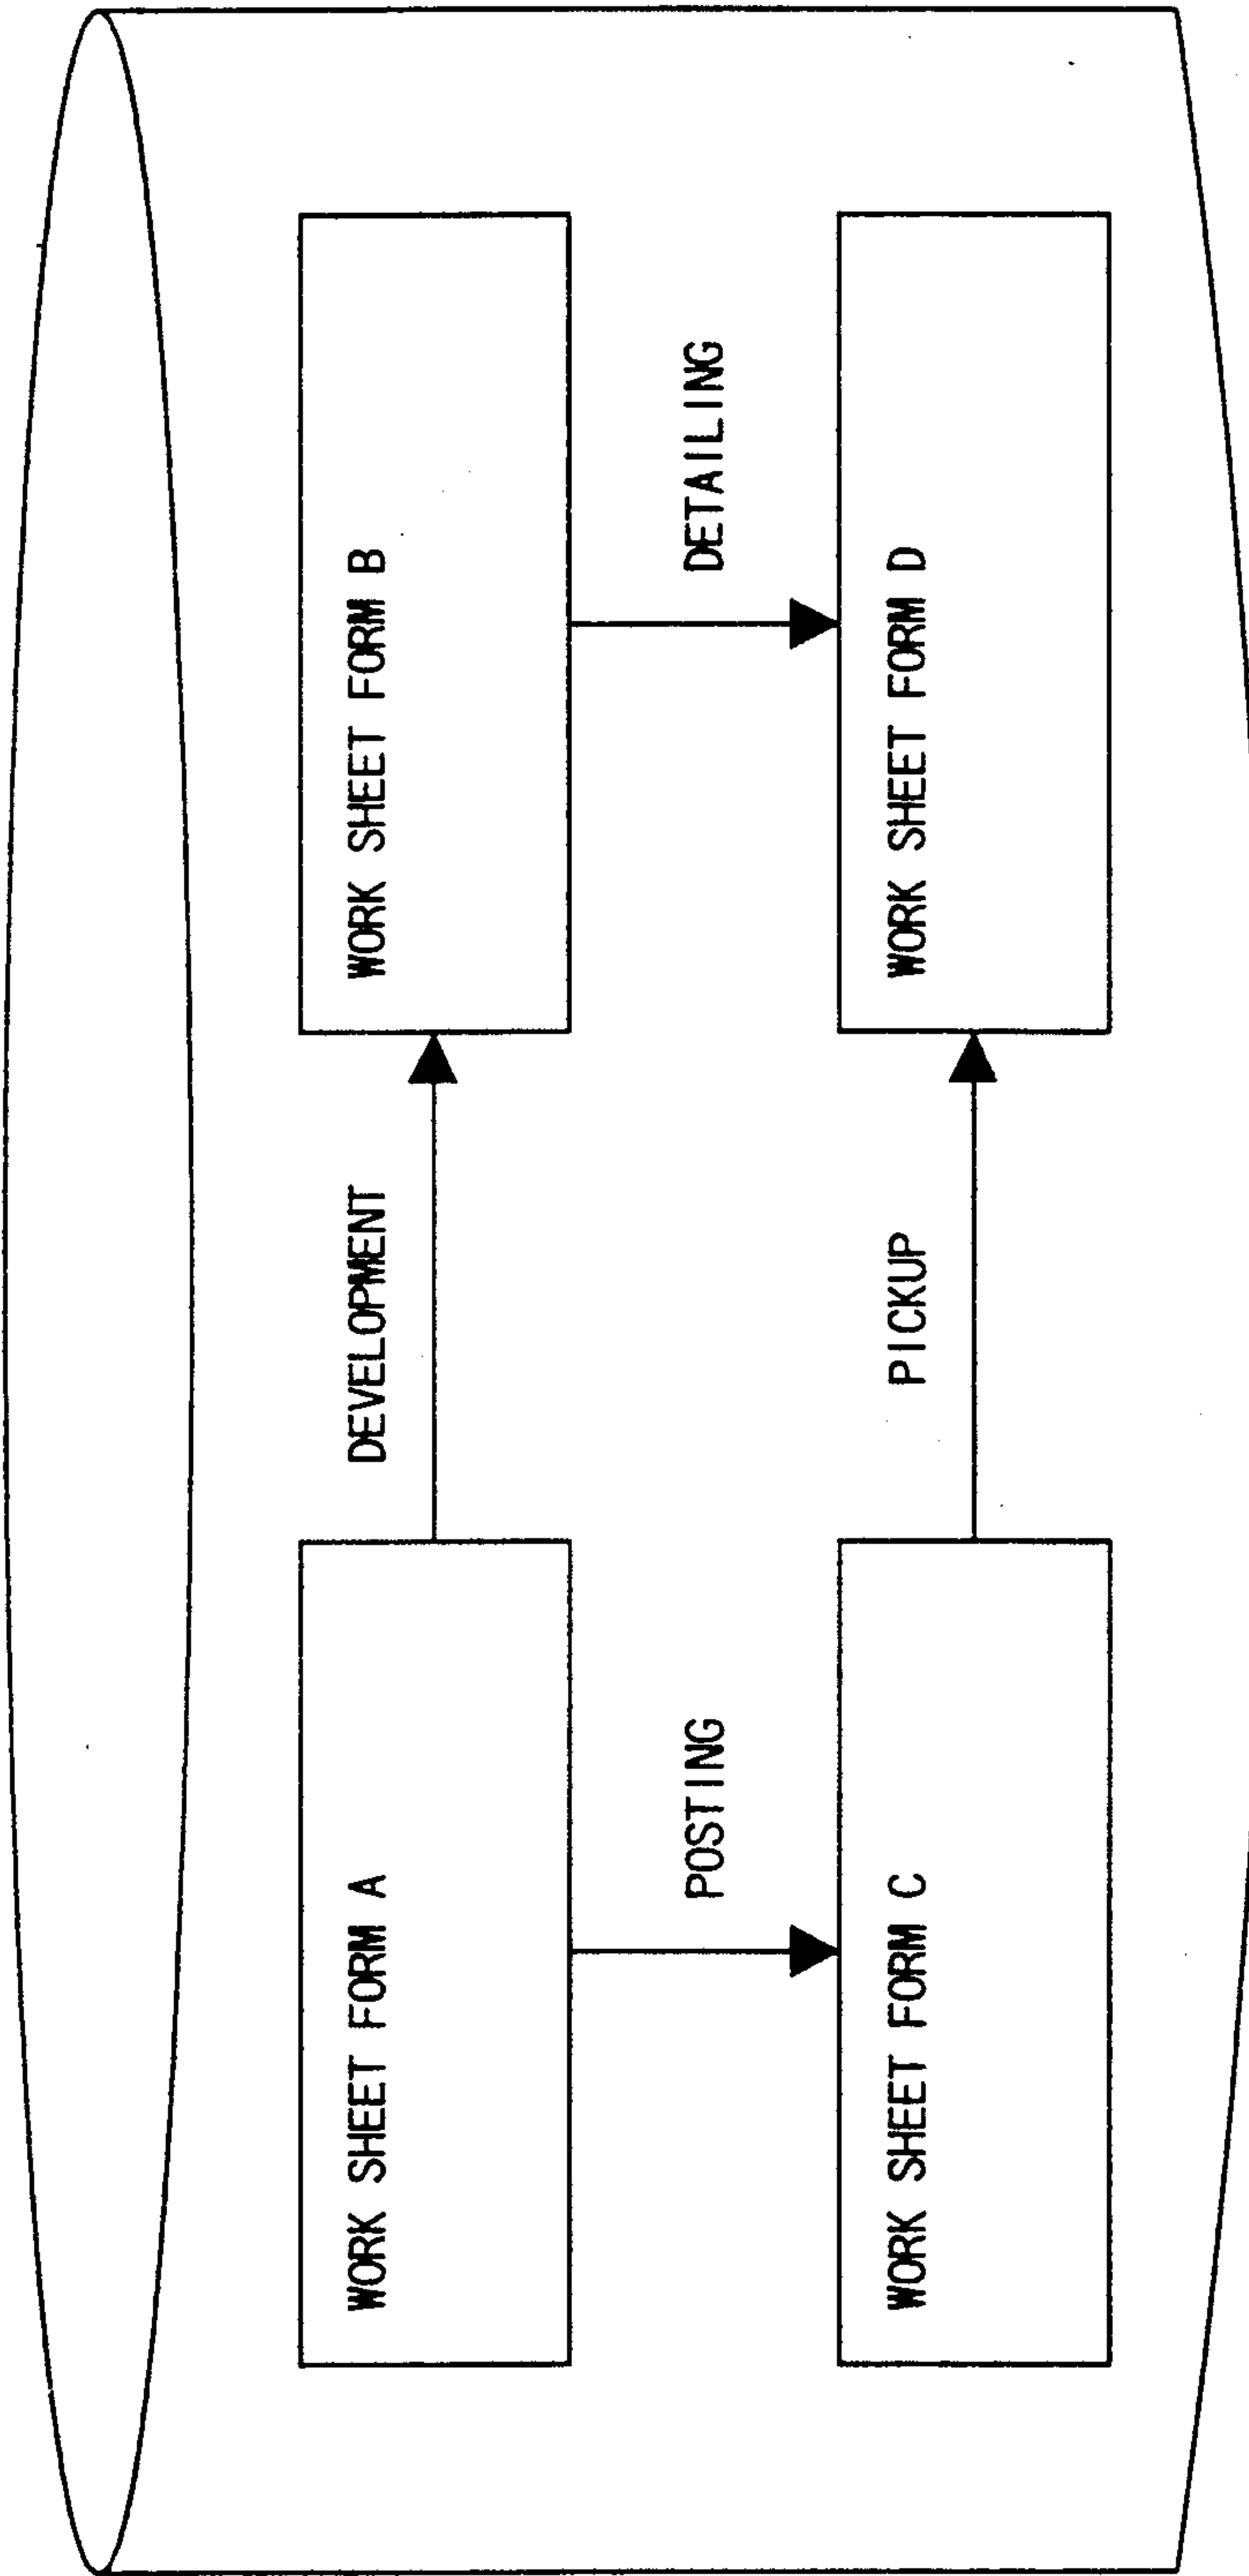 WORK SHEET FORM A
DEVELOPMENT
WORK SHEET FORM B
POSTING
DETAILING
WORK SHEET FORM C
PICKUP
WORK SHEET FORM D